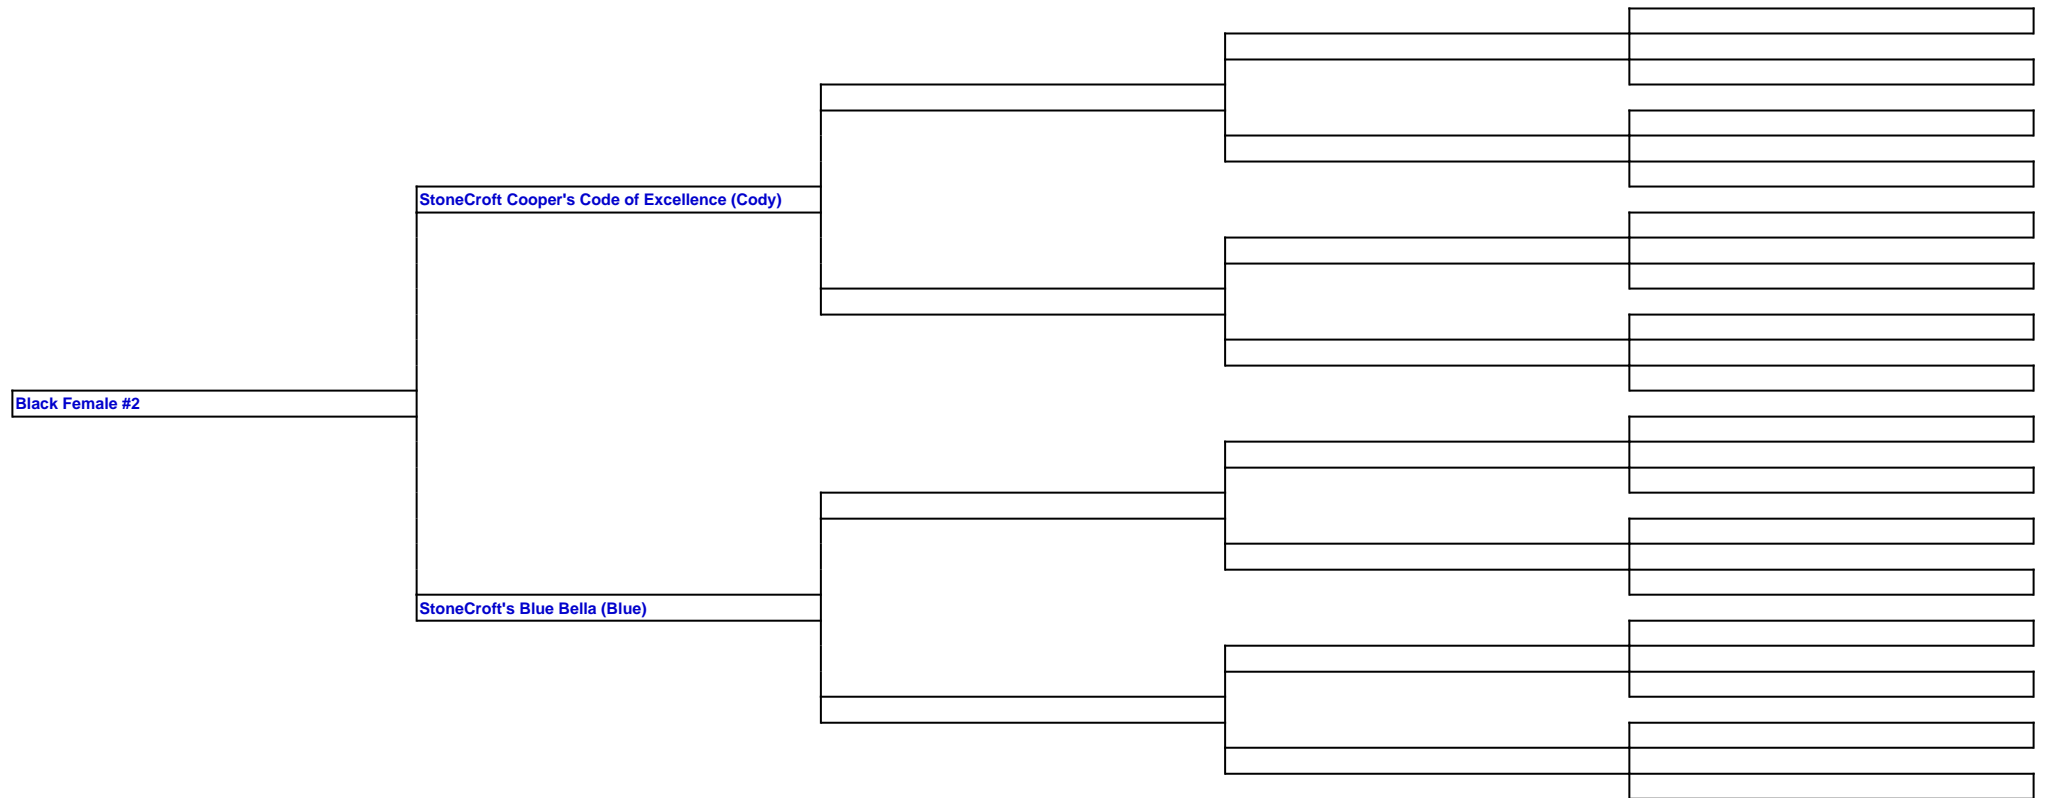 StoneCroft Cooper's Code of Excellence (Cody)
Black Female #2
StoneCroft's Blue Bella (Blue)